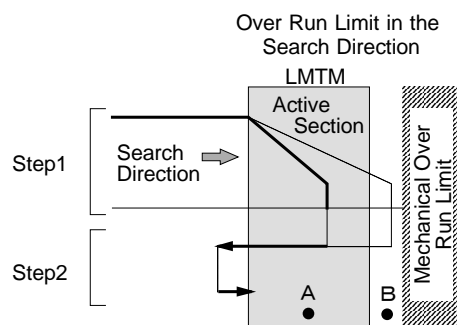 Over Run Limit in the
Search Direction
LMTM
Active
Section
Step1
Search
Direction
Step2
A
B
Mechanical Over
Run Limit